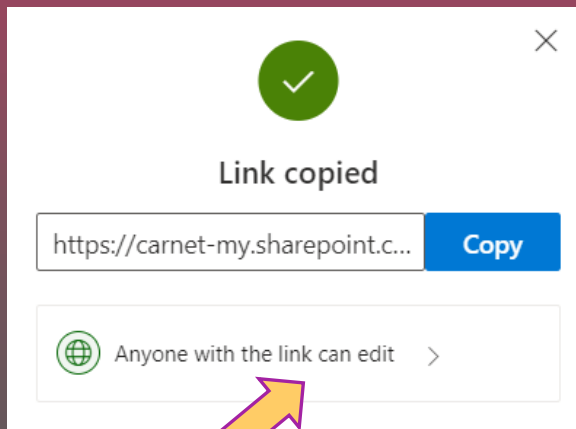 Link copied
https://carnet-my.sharepoint.c...
Copy
Anyone with the link can edit